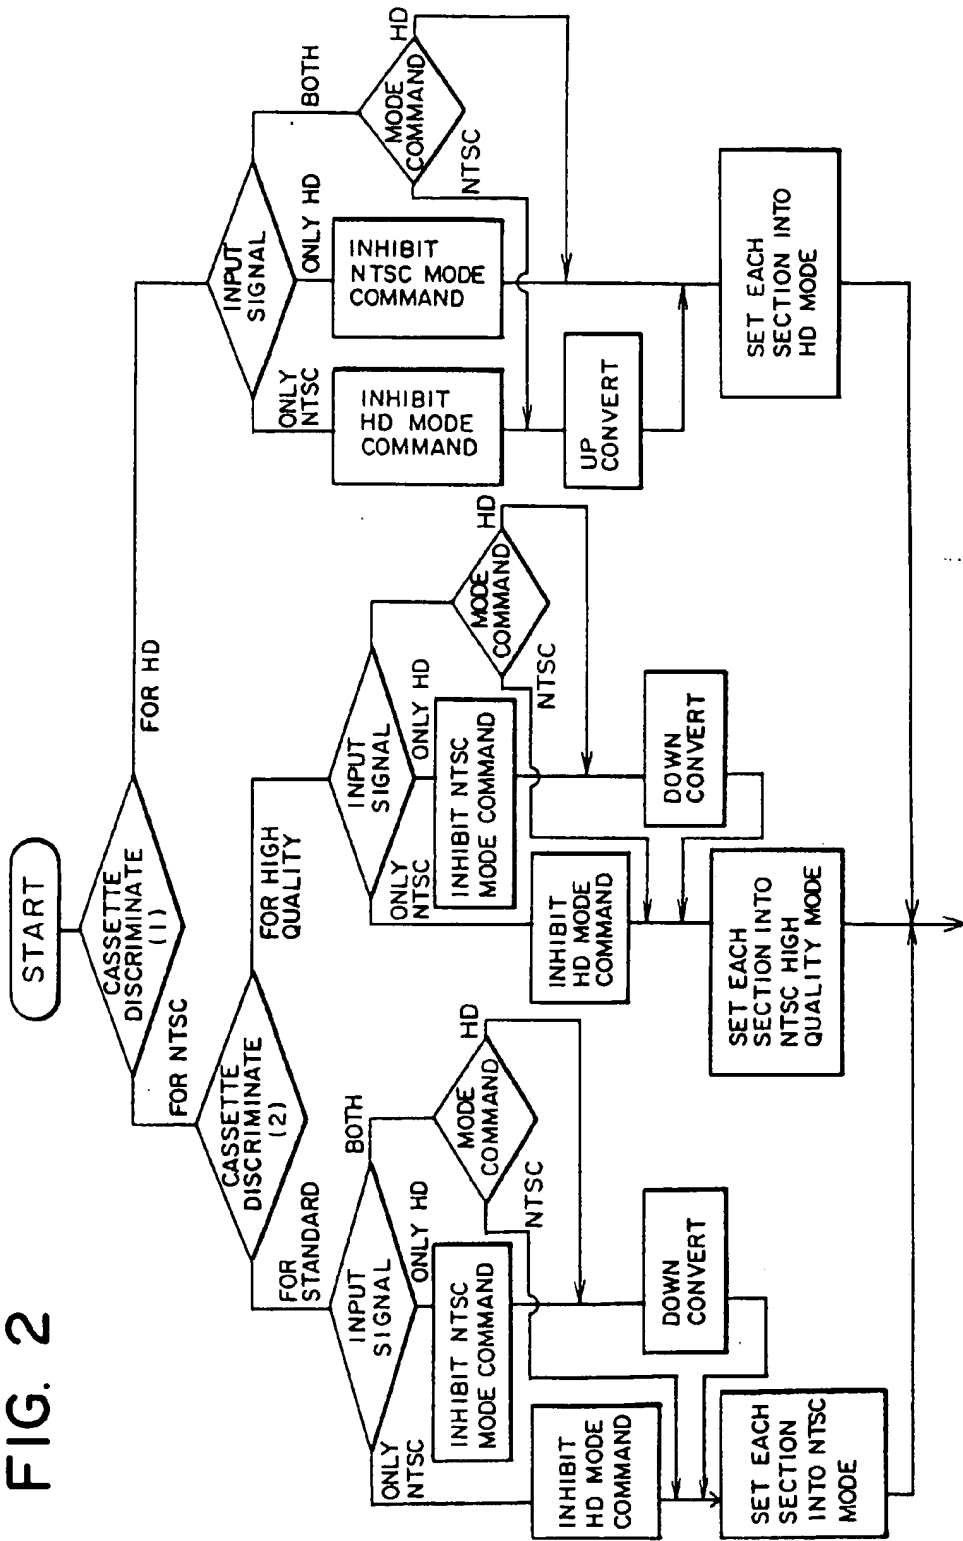 FIG. 2
START
CASSETTE
DISCRIMINATE
(1)
FOR NTSC
FOR HD
CASSETTE
DISCRIMINATE
(2)
FOR
STANDARD
FOR HIGH
QUALITY
INPUT
SIGNAL
ONLY
NTSC
ONLY HD
BOTH
MODE
COMMAND
HD
NTSC
INHIBIT NTSC
MODE COMMAND
INHIBIT
HD MODE
COMMAND
DOWN
CONVERT
SET EACH
SECTION
INTO NTSC
MODE
INPUT
SIGNAL
ONLY
NTSC
ONLY HD
MODE
COMMAND
HD
NTSC
INHIBIT NTSC
MODE COMMAND
INHIBIT
HD MODE
COMMAND
DOWN
CONVERT
SET EACH
SECTION INTO
NTSC HIGH
QUALITY MODE
INPUT
SIGNAL
ONLY
NTSC
ONLY HD
BOTH
MODE
COMMAND
HD
NTSC
INHIBIT
HD MODE
COMMAND
INHIBIT
NTSC MODE
COMMAND
UP
CONVERT
SET EACH
SECTION INTO
HD MODE